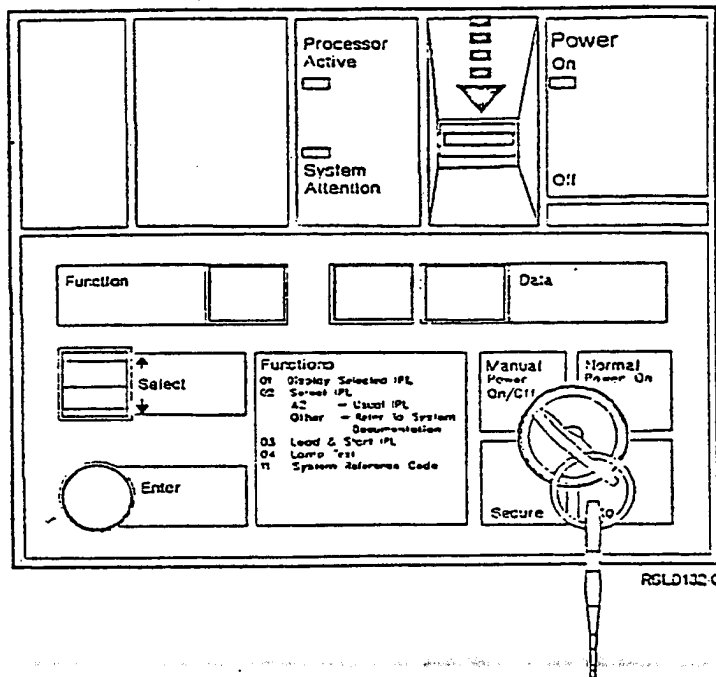 Processor
Active
System
Attention
Power
On
Off
Function
Data
Select
Enter
Functions
01 Display Selected IPL
02 Select IPL
A2 – Usual IPL
Other – Refer To System
Documentation
03 Load & Start IPL
04 Lamp Test
11 System Reference Code
Manual
Power
On/Off
Normal
Power On
Secure
RSLD132-